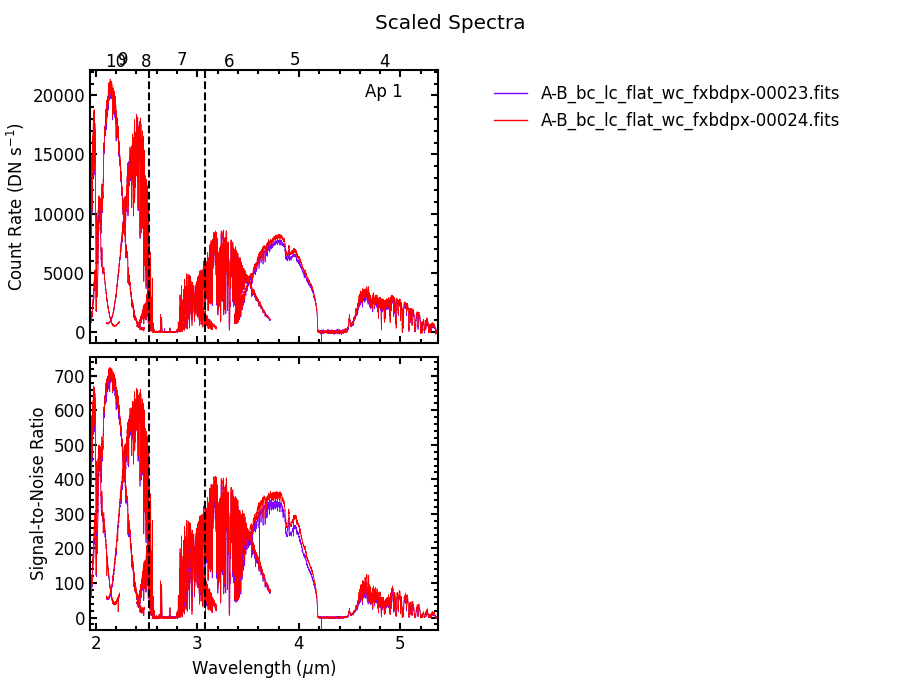 Scaled Spectra
10 9 8 7 6 5 4
Ap 1
A-B_bc_lc_flat_wc_fxbdpx-00023.fits
A-B_bc_lc_flat_wc_fxbdpx-00024.fits
Count Rate (DN s⁻¹)
20000
15000
10000
5000
0
Signal-to-Noise Ratio
700
600
500
400
300
200
100
0
2 3 4 5
Wavelength (μm)